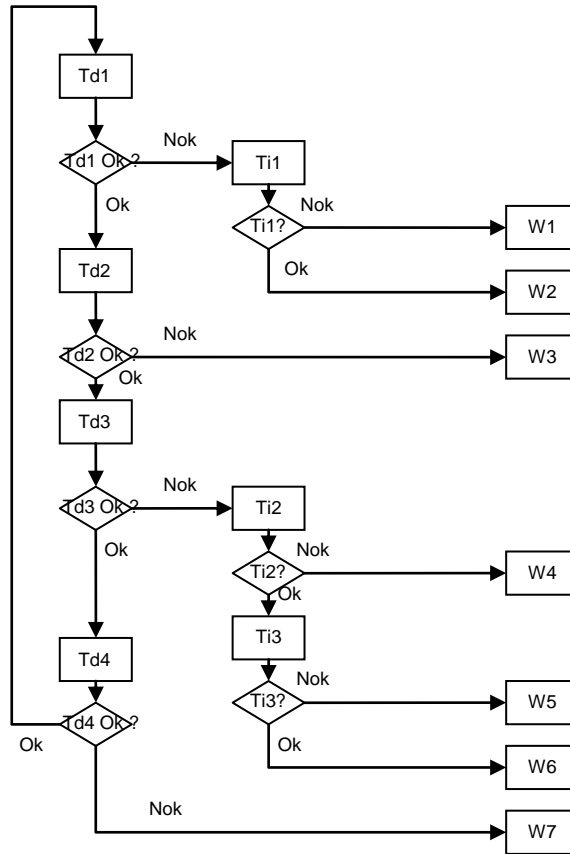 Td1
Nok
Td1 Ok ?
Ti1
Ok
Nok
Ti1?
W1
Ok
Td2
W2
Nok
Td2 Ok ?
W3
Ok
Td3
Nok
Td3 Ok ?
Ti2
Ok
Nok
Ti2?
W4
Ok
Ti3
Td4
Nok
Ti3?
W5
Td4 Ok ?
Ok
Ok
W6
Nok
W7